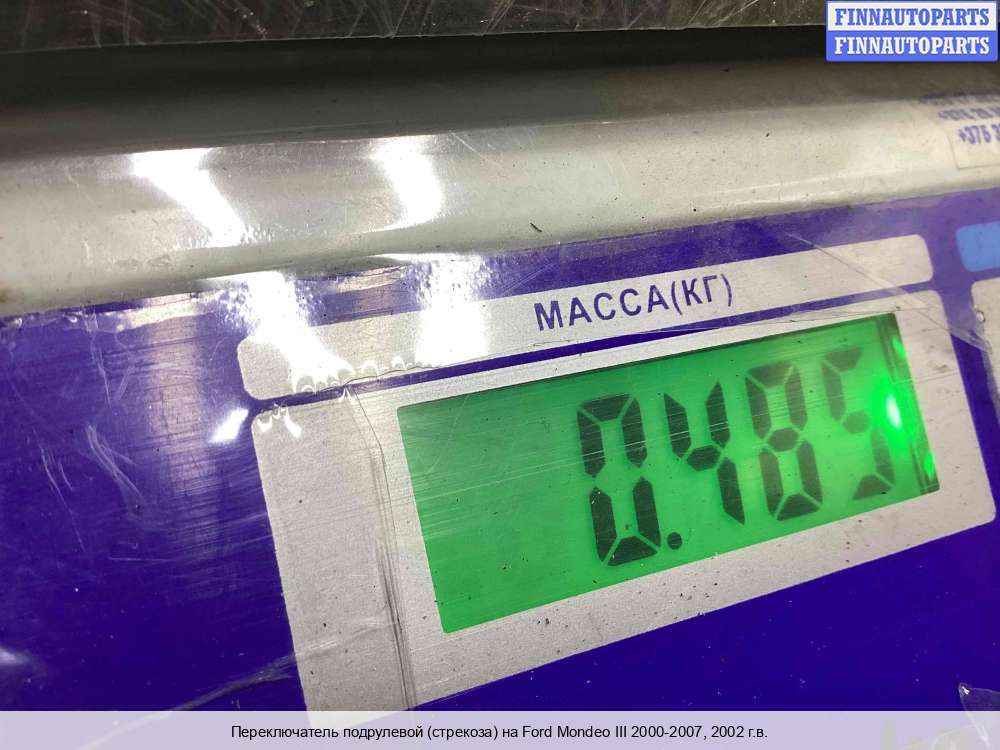 FINNAUTOPARTS
FINNAUTOPARTS
МАССА(КГ)
0.485
Переключатель подрулевой (стрекоза) на Ford Mondeo III 2000-2007, 2002 г.в.